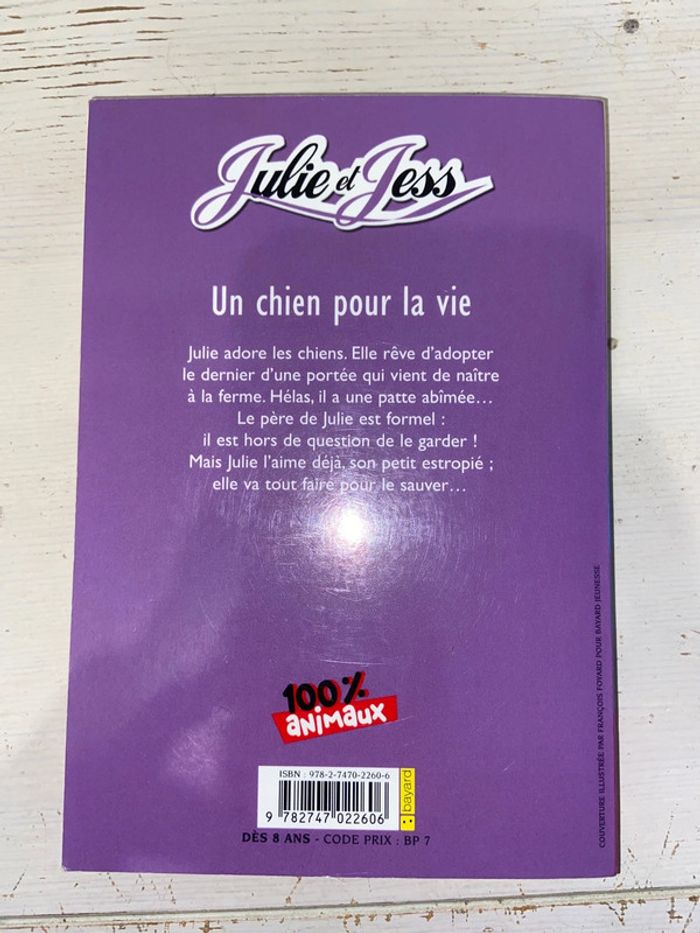 Julie et Jess
Un chien pour la vie
Julie adore les chiens. Elle rêve d'adopter
le dernier d'une portée qui vient de naître
à la ferme. Hélas, il a une patte abîmée…
Le père de Julie est formel :
il est hors de question de le garder !
Mais Julie l'aime déjà, son petit estropié ;
elle va tout faire pour le sauver…
100%
animaux
ISBN : 978-2-7470-2260-6
bayard
9 782747 022606
DÈS 8 ANS - CODE PRIX : BP 7
COUVERTURE ILLUSTRÉE PAR FRANÇOIS FOYARD POUR BAYARD JEUNESSE